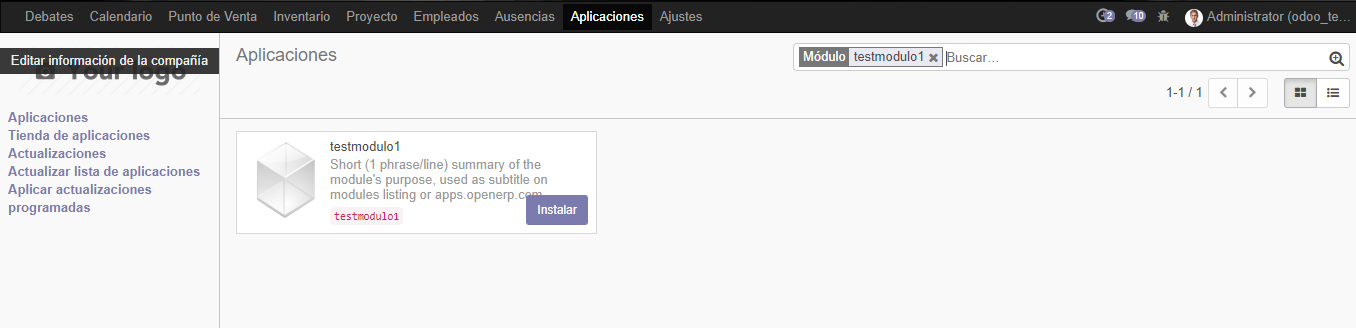 Debates Calendario Punto de Venta Inventario Proyecto Empleados Ausencias Aplicaciones Ajustes 2 10 Administrator (odoo_te...
Editar información de la compañía
Your logo
Aplicaciones
Tienda de aplicaciones
Actualizaciones
Actualizar lista de aplicaciones
Aplicar actualizaciones
programadas
Aplicaciones
Módulo testmodulo1 Buscar...
1-1 / 1
testmodulo1
Short (1 phrase/line) summary of the
module's purpose, used as subtitle on
modules listing or apps.openerp.com
testmodulo1
Instalar